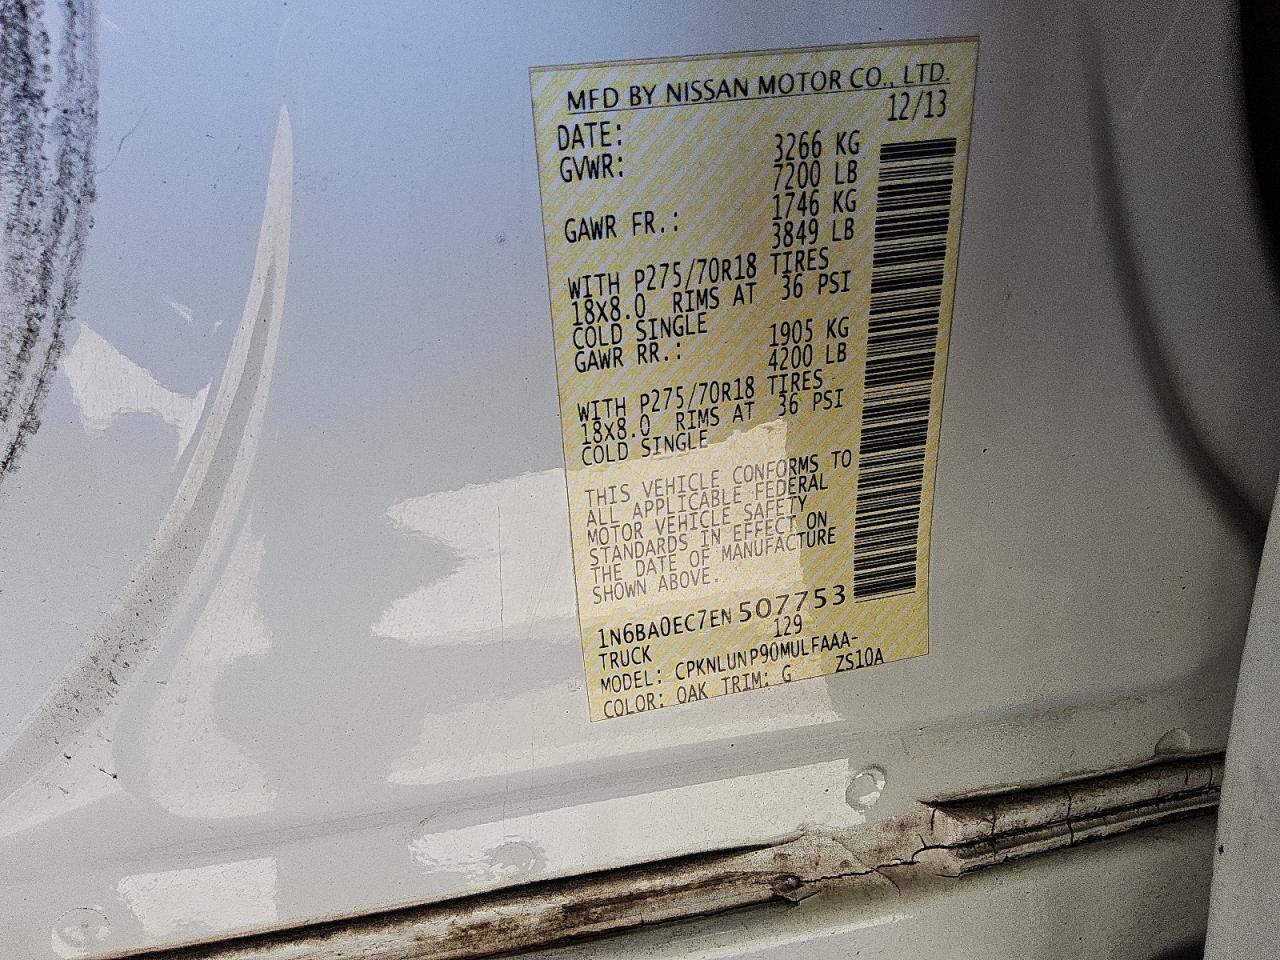 MFD BY NISSAN MOTOR CO., LTD.
DATE: 12/13
GVWR: 3266 KG
7200 LB
GAWR FR.: 1746 KG
3849 LB
WITH P275/70R18 TIRES
18X8.0 RIMS AT 36 PSI
COLD SINGLE
GAWR RR.: 1905 KG
4200 LB
WITH P275/70R18 TIRES
18X8.0 RIMS AT 36 PSI
COLD SINGLE
THIS VEHICLE CONFORMS TO
ALL APPLICABLE FEDERAL
MOTOR VEHICLE SAFETY
STANDARDS IN EFFECT ON
THE DATE OF MANUFACTURE
SHOWN ABOVE.
1N6BA0EC7EN 507753
TRUCK 129
MODEL: CPKNLUNP90MULFAAA-
COLOR: OAK TRIM: G ZS10A